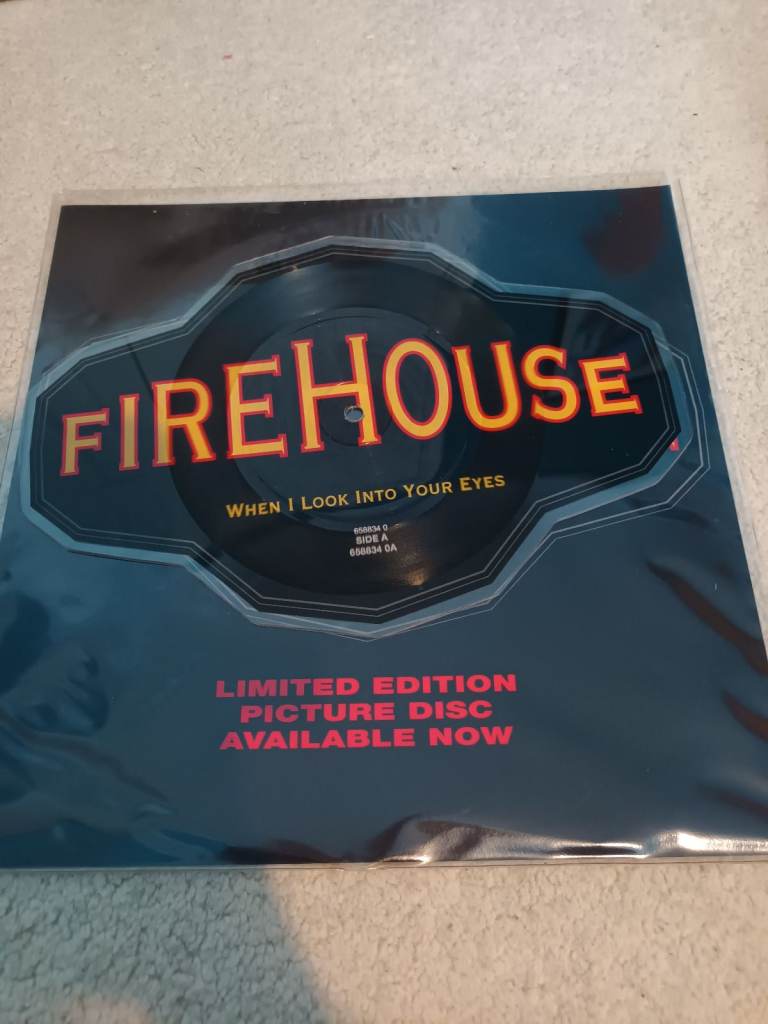 FIREHOUSE
WHEN I LOOK INTO YOUR EYES
658834 0
SIDE A
658834 0A
LIMITED EDITION
PICTURE DISC
AVAILABLE NOW